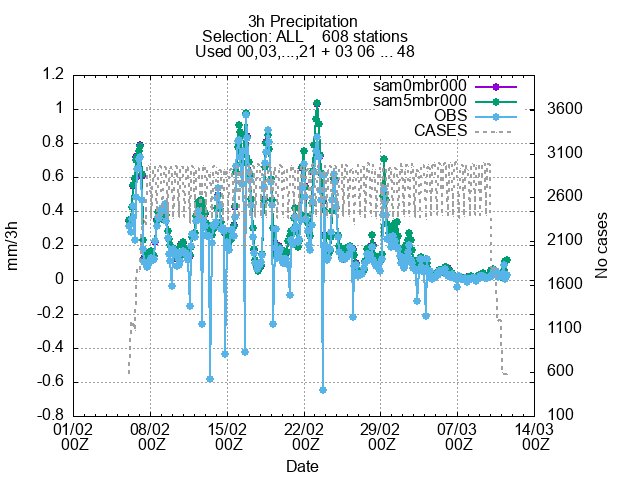 3h Precipitation
Selection: ALL 608 stations
Used 00,03,...,21 + 03 06 ... 48
sam0mbr000
sam5mbr000
OBS
CASES
1.2
1
0.8
0.6
0.4
0.2
0
-0.2
-0.4
-0.6
-0.8
mm/3h
3600
3100
2600
2100
1600
1100
600
100
No cases
01/02 08/02 15/02 22/02 29/02 07/03 14/03
00Z 00Z 00Z 00Z 00Z 00Z 00Z
Date